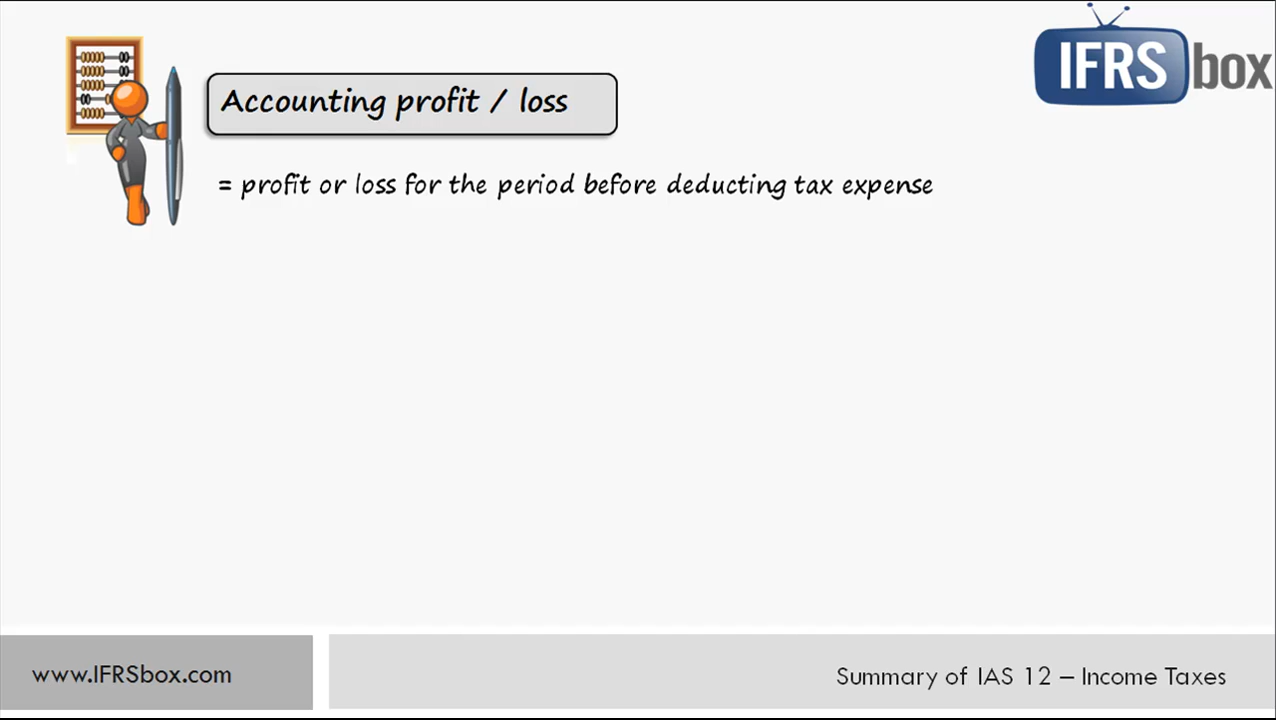 IFRS box
Accounting profit / loss
= profit or loss for the period before deducting tax expense
www.IFRSbox.com
Summary of IAS 12 – Income Taxes